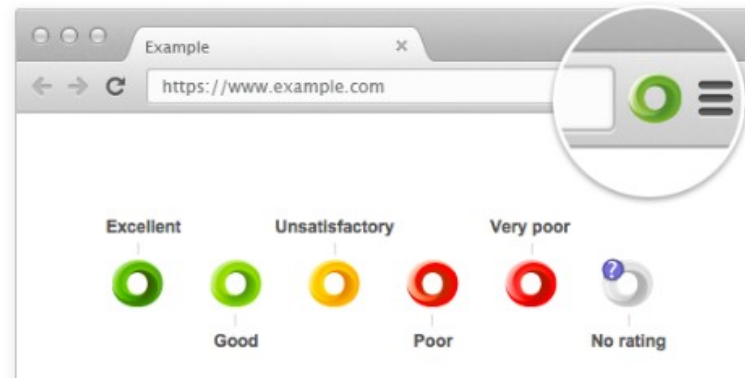 Example
https://www.example.com
Excellent Unsatisfactory Very poor
?
Good Poor No rating